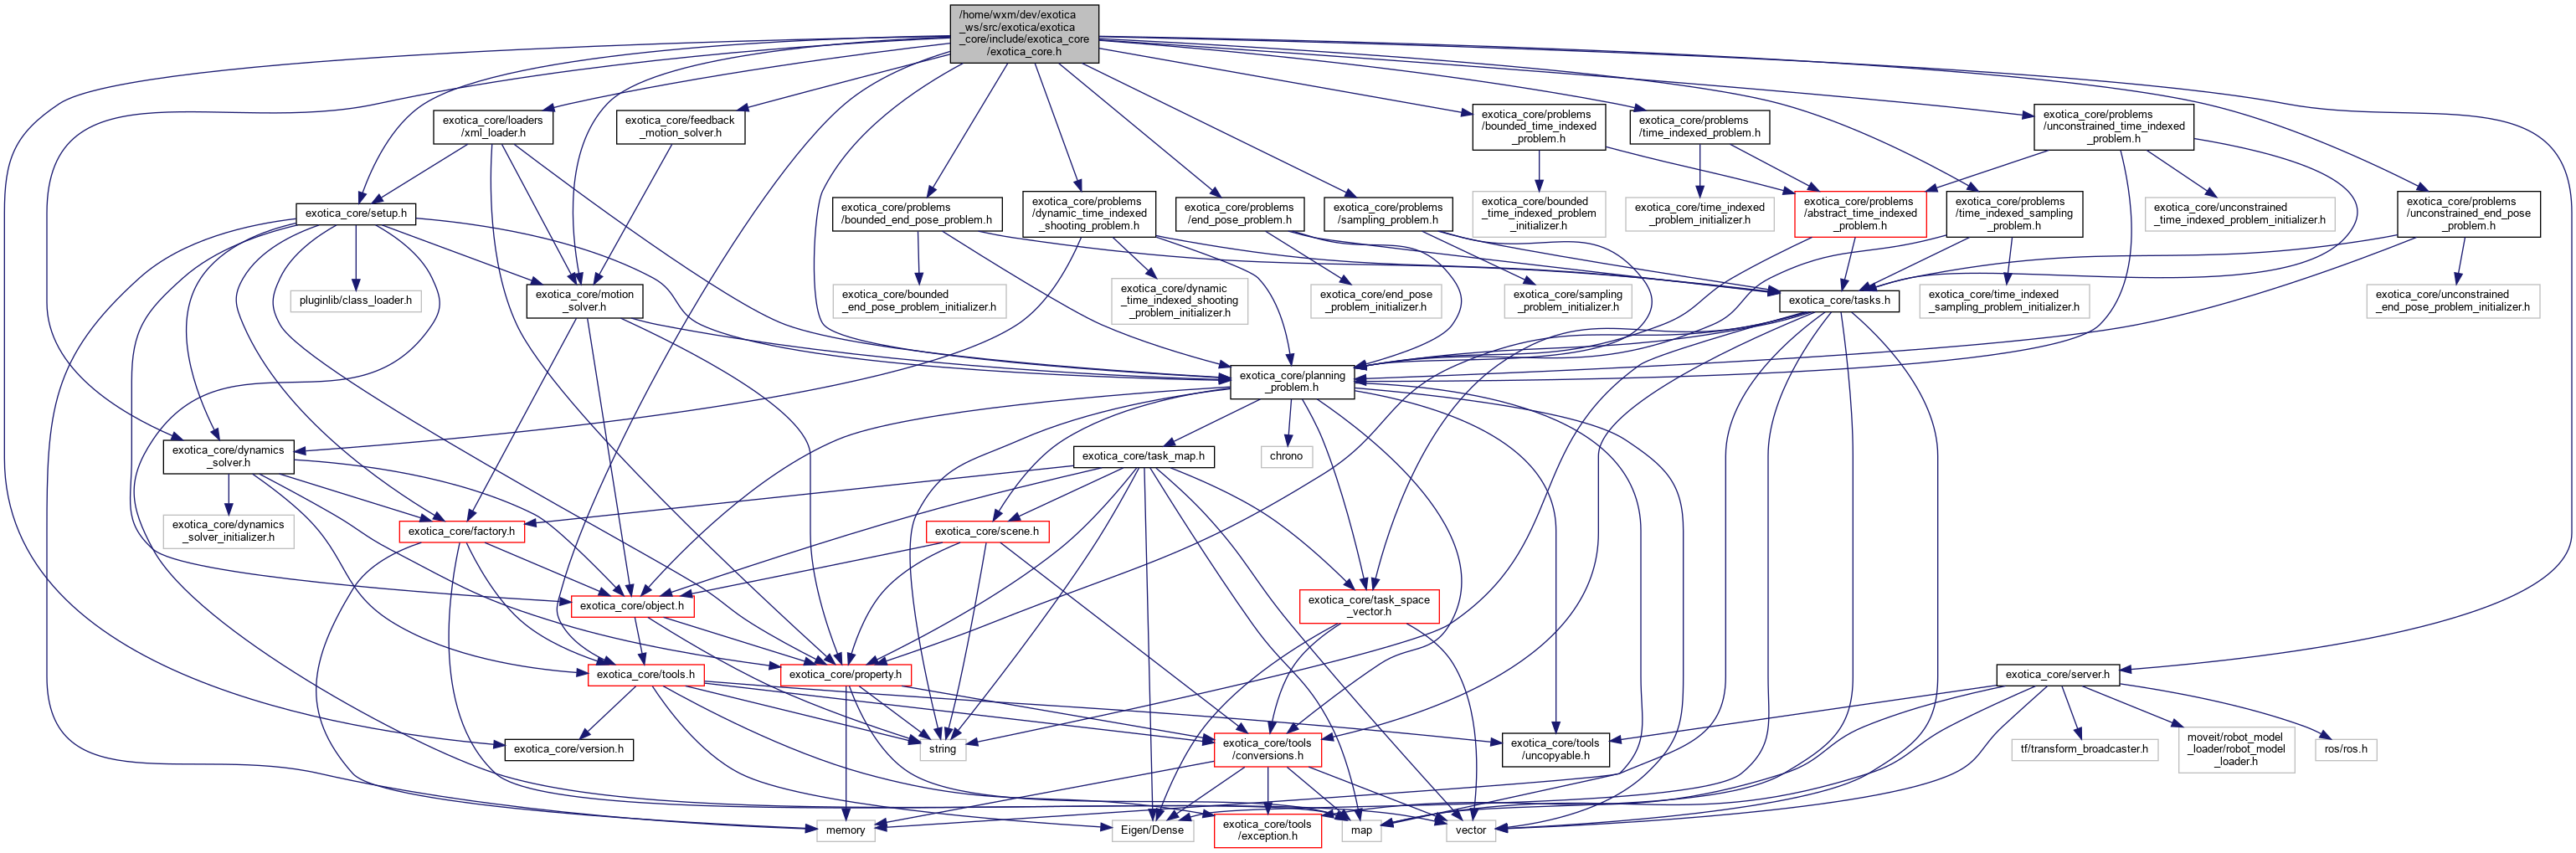 /home/wxm/dev/exotica
_ws/src/exotica/exotica
_core/include/exotica_core
/exotica_core.h
exotica_core/loaders
/xml_loader.h
exotica_core/feedback
_motion_solver.h
exotica_core/problems
/bounded_time_indexed
_problem.h
exotica_core/problems
/time_indexed_problem.h
exotica_core/problems
/unconstrained_time_indexed
_problem.h
exotica_core/setup.h
exotica_core/problems
/bounded_end_pose_problem.h
exotica_core/problems
/dynamic_time_indexed
_shooting_problem.h
exotica_core/problems
/end_pose_problem.h
exotica_core/problems
/sampling_problem.h
exotica_core/bounded
_time_indexed_problem
_initializer.h
exotica_core/time_indexed
_problem_initializer.h
exotica_core/problems
/abstract_time_indexed
_problem.h
exotica_core/problems
/time_indexed_sampling
_problem.h
exotica_core/unconstrained
_time_indexed_problem_initializer.h
exotica_core/problems
/unconstrained_end_pose
_problem.h
pluginlib/class_loader.h
exotica_core/motion
_solver.h
exotica_core/bounded
_end_pose_problem_initializer.h
exotica_core/dynamic
_time_indexed_shooting
_problem_initializer.h
exotica_core/end_pose
_problem_initializer.h
exotica_core/sampling
_problem_initializer.h
exotica_core/tasks.h
exotica_core/time_indexed
_sampling_problem_initializer.h
exotica_core/unconstrained
_end_pose_problem_initializer.h
exotica_core/planning
_problem.h
exotica_core/dynamics
_solver.h
exotica_core/task_map.h
chrono
exotica_core/dynamics
_solver_initializer.h
exotica_core/factory.h
exotica_core/scene.h
exotica_core/object.h
exotica_core/task_space
_vector.h
exotica_core/tools.h
exotica_core/property.h
exotica_core/server.h
exotica_core/version.h
string
exotica_core/tools
/conversions.h
exotica_core/tools
/uncopyable.h
tf/transform_broadcaster.h
moveit/robot_model
_loader/robot_model
_loader.h
ros/ros.h
memory
Eigen/Dense
exotica_core/tools
/exception.h
map
vector